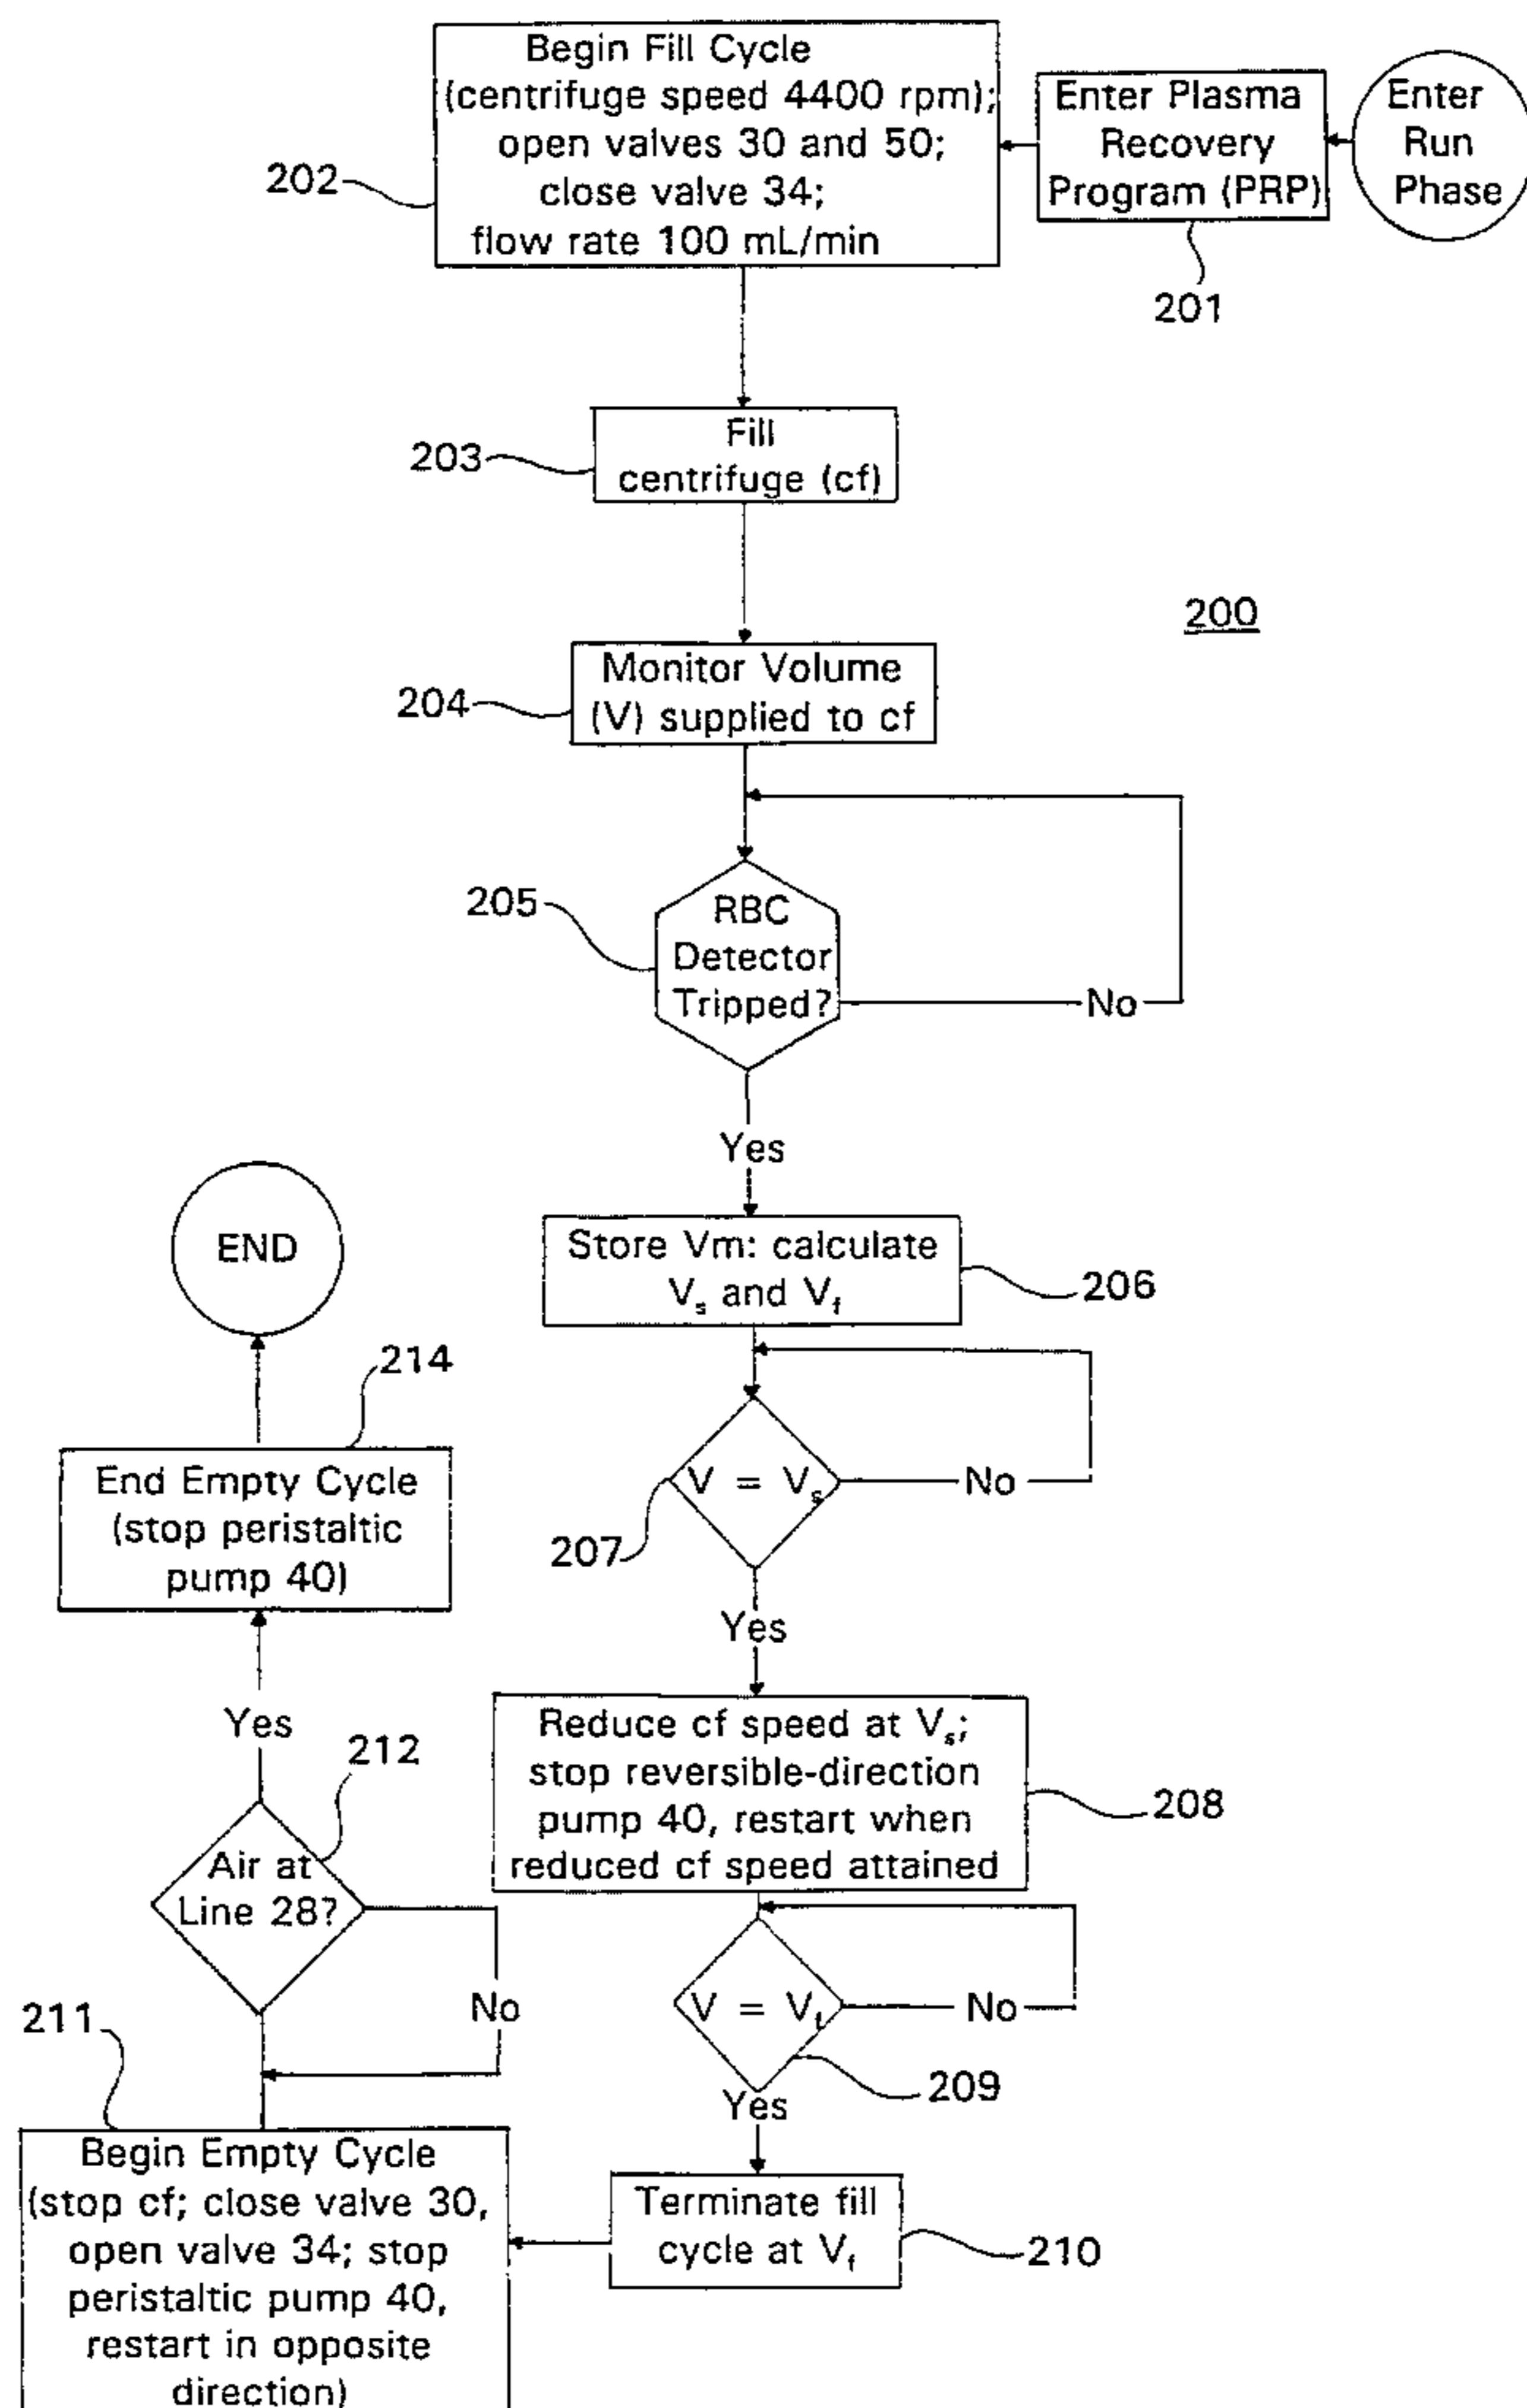 Enter
Run
Phase
Enter Plasma
Recovery
Program (PRP)
201
Begin Fill Cycle
(centrifuge speed 4400 rpm);
open valves 30 and 50;
close valve 34;
flow rate 100 mL/min
202
Fill
centrifuge (cf)
203
200
Monitor Volume
(V) supplied to cf
204
RBC
Detector
Tripped?
205
No
Yes
Store Vm: calculate
Vs and Vf
206
V = Vs
207
No
Yes
Reduce cf speed at Vs;
stop reversible-direction
pump 40, restart when
reduced cf speed attained
208
V = Vf
209
No
Yes
Terminate fill
cycle at Vf
210
Begin Empty Cycle
(stop cf; close valve 30,
open valve 34; stop
peristaltic pump 40,
restart in opposite
direction)
211
Air at
Line 28?
212
No
Yes
End Empty Cycle
(stop peristaltic
pump 40)
214
END